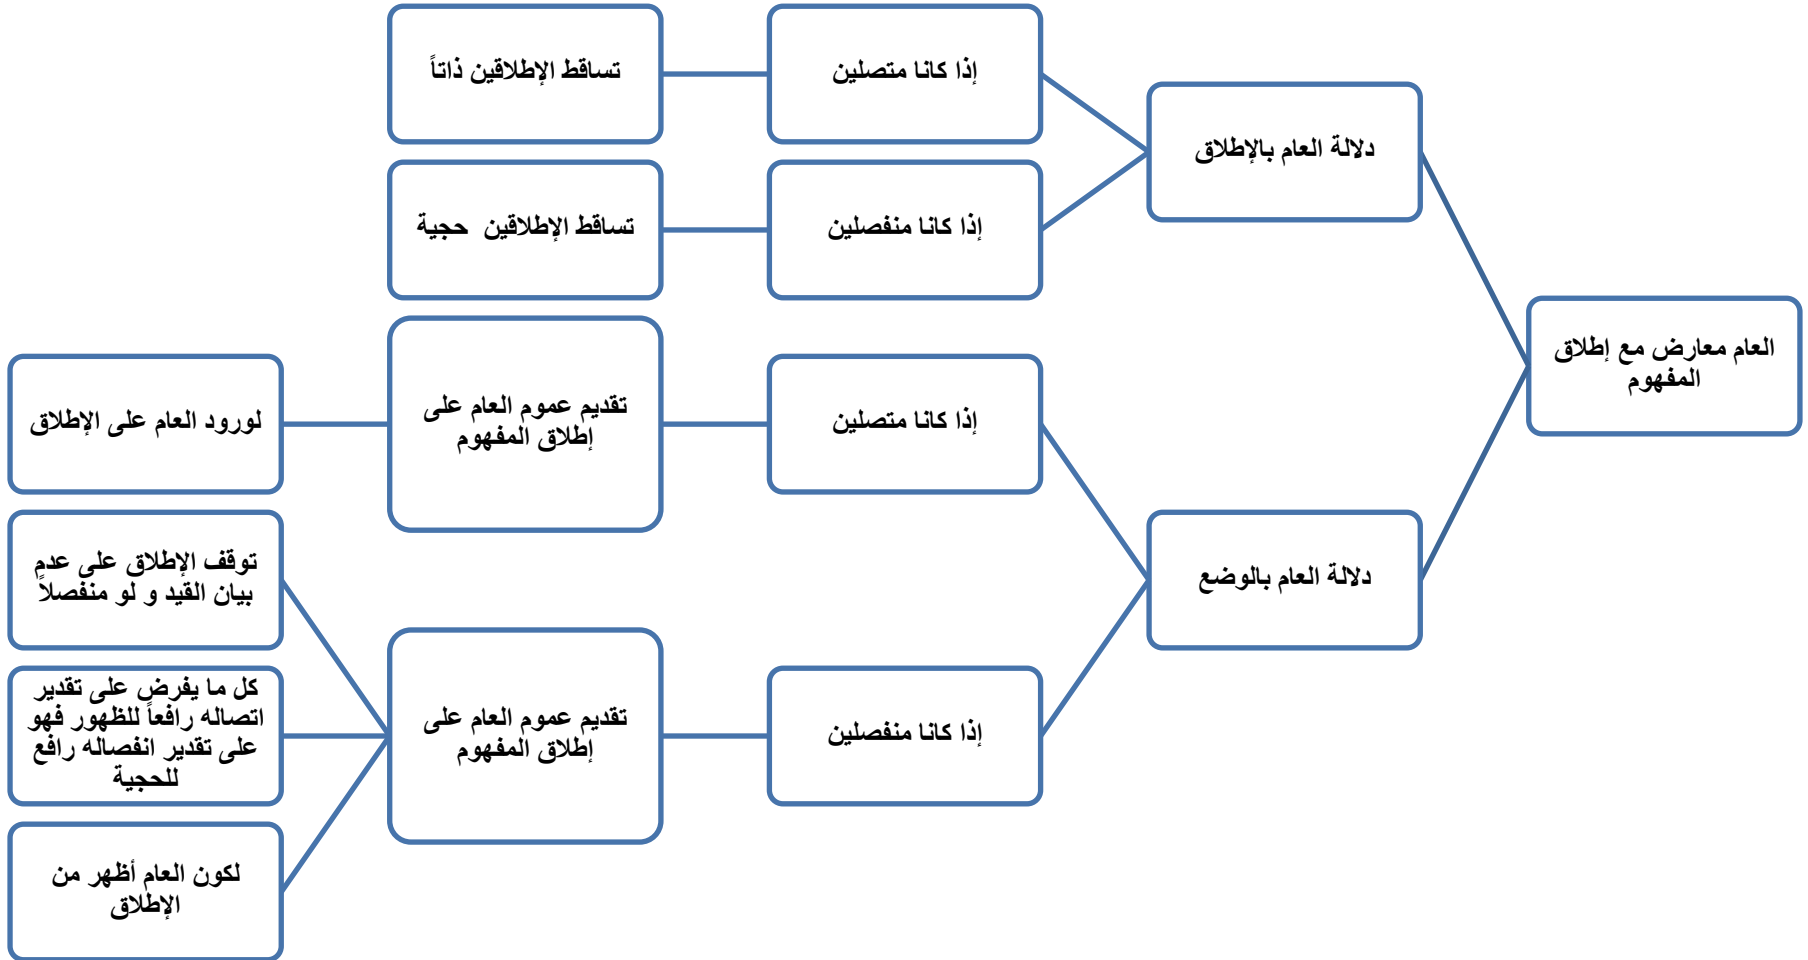 العام معارض مع إطلاق
المفهوم
دلالة العام بالإطلاق
إذا كانا متصلين
تساقط الإطلاقين ذاتاً
إذا كانا منفصلين
تساقط الإطلاقين حجية
دلالة العام بالوضع
إذا كانا متصلين
تقديم عموم العام على
إطلاق المفهوم
لورود العام على الإطلاق
إذا كانا منفصلين
تقديم عموم العام على
إطلاق المفهوم
توقف الإطلاق على عدم
بيان القيد و لو منفصلاً
كل ما يفرض على تقدير
اتصاله رافعاً للظهور فهو
على تقدير انفصاله رافع
للحجية
لكون العام أظهر من
الإطلاق